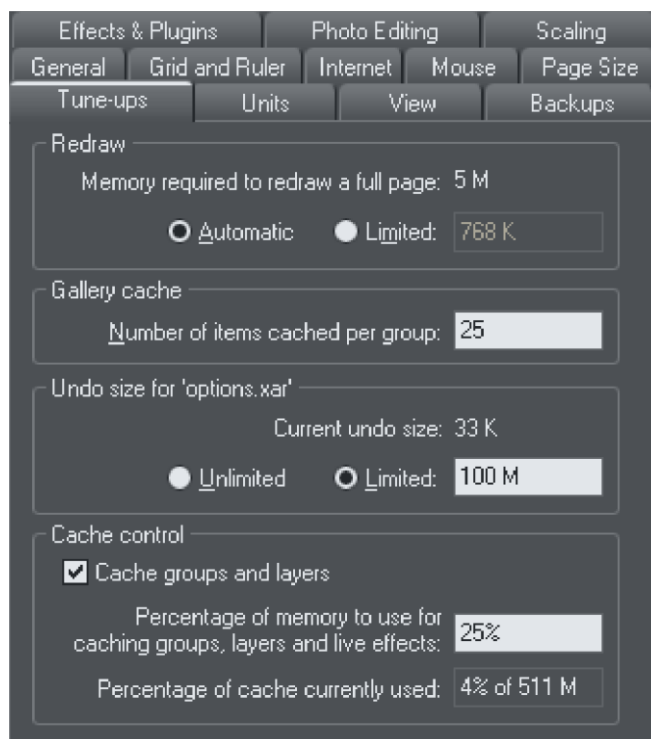 Effects & Plugins Photo Editing Scaling
General Grid and Ruler Internet Mouse Page Size
Tune-ups Units View Backups
Redraw
Memory required to redraw a full page: 5 M
Automatic Limited: 768 K
Gallery cache
Number of items cached per group: 25
Undo size for 'options.xar'
Current undo size: 33 K
Unlimited Limited: 100 M
Cache control
Cache groups and layers
Percentage of memory to use for
caching groups, layers and live effects: 25%
Percentage of cache currently used: 4% of 511 M